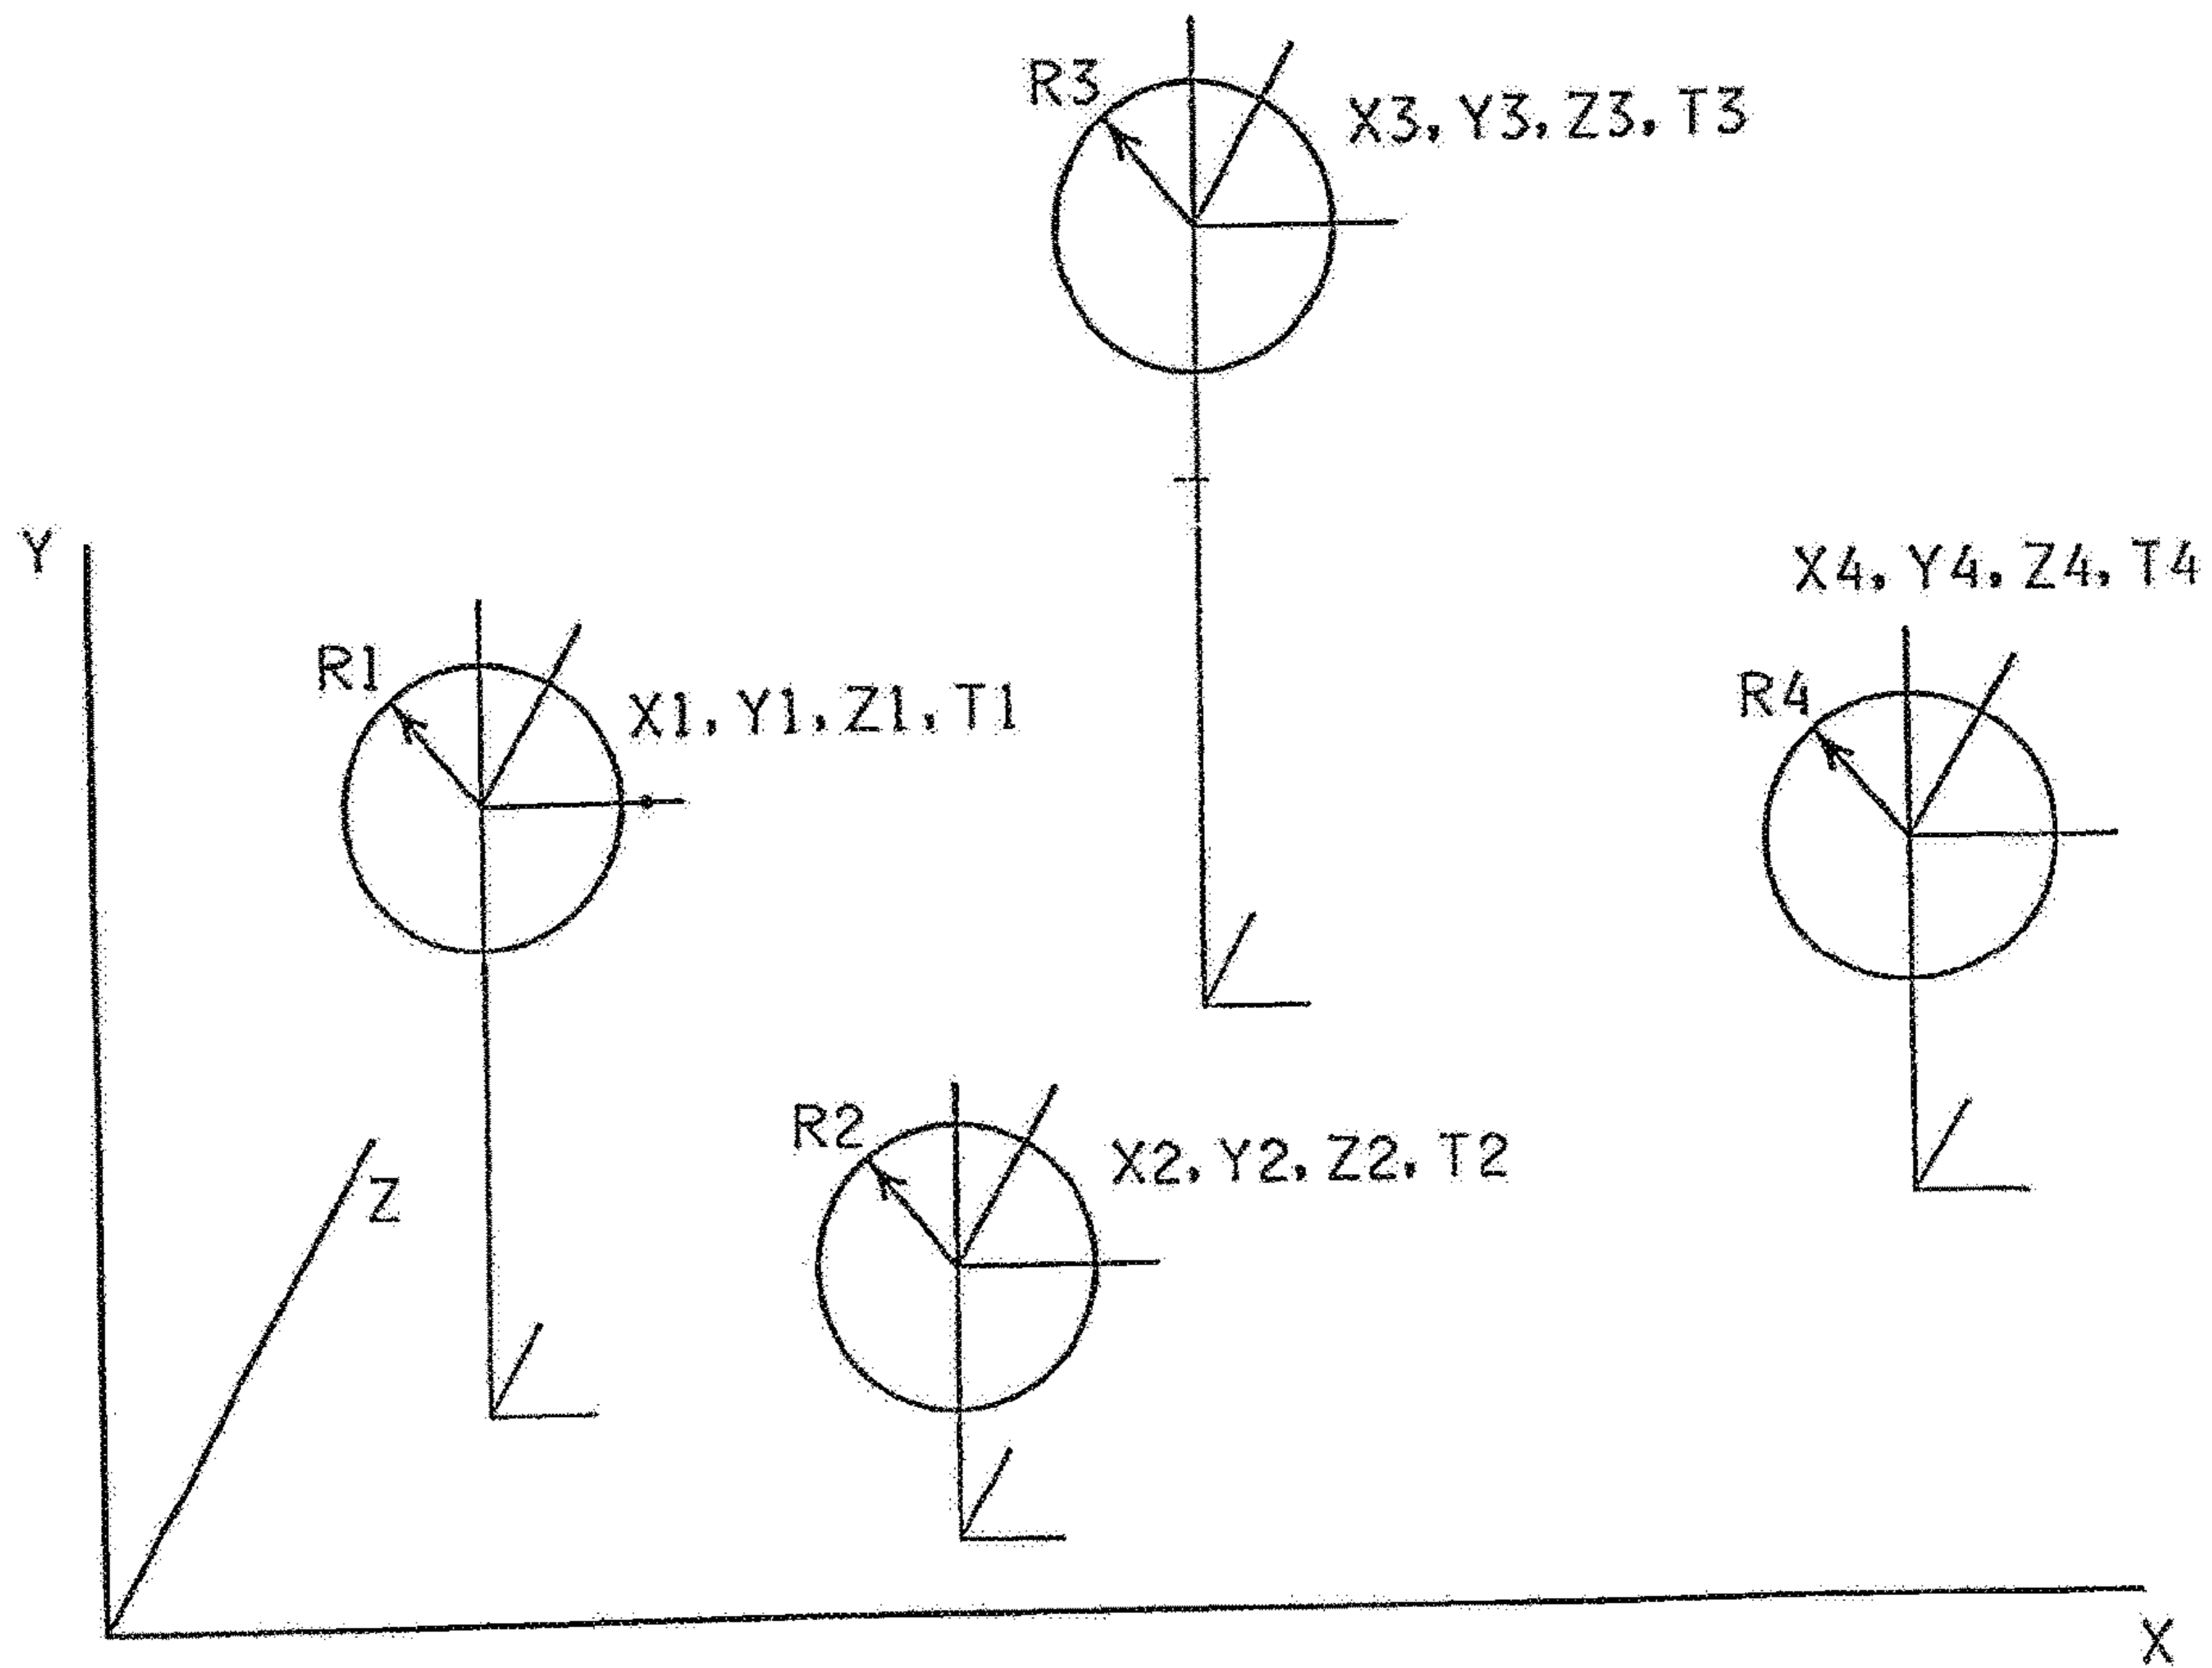 R3
X3, Y3, Z3, T3
Y
X4, Y4, Z4, T4
R1
X1, Y1, Z1, T1
R4
R2
X2, Y2, Z2, T2
Z
X